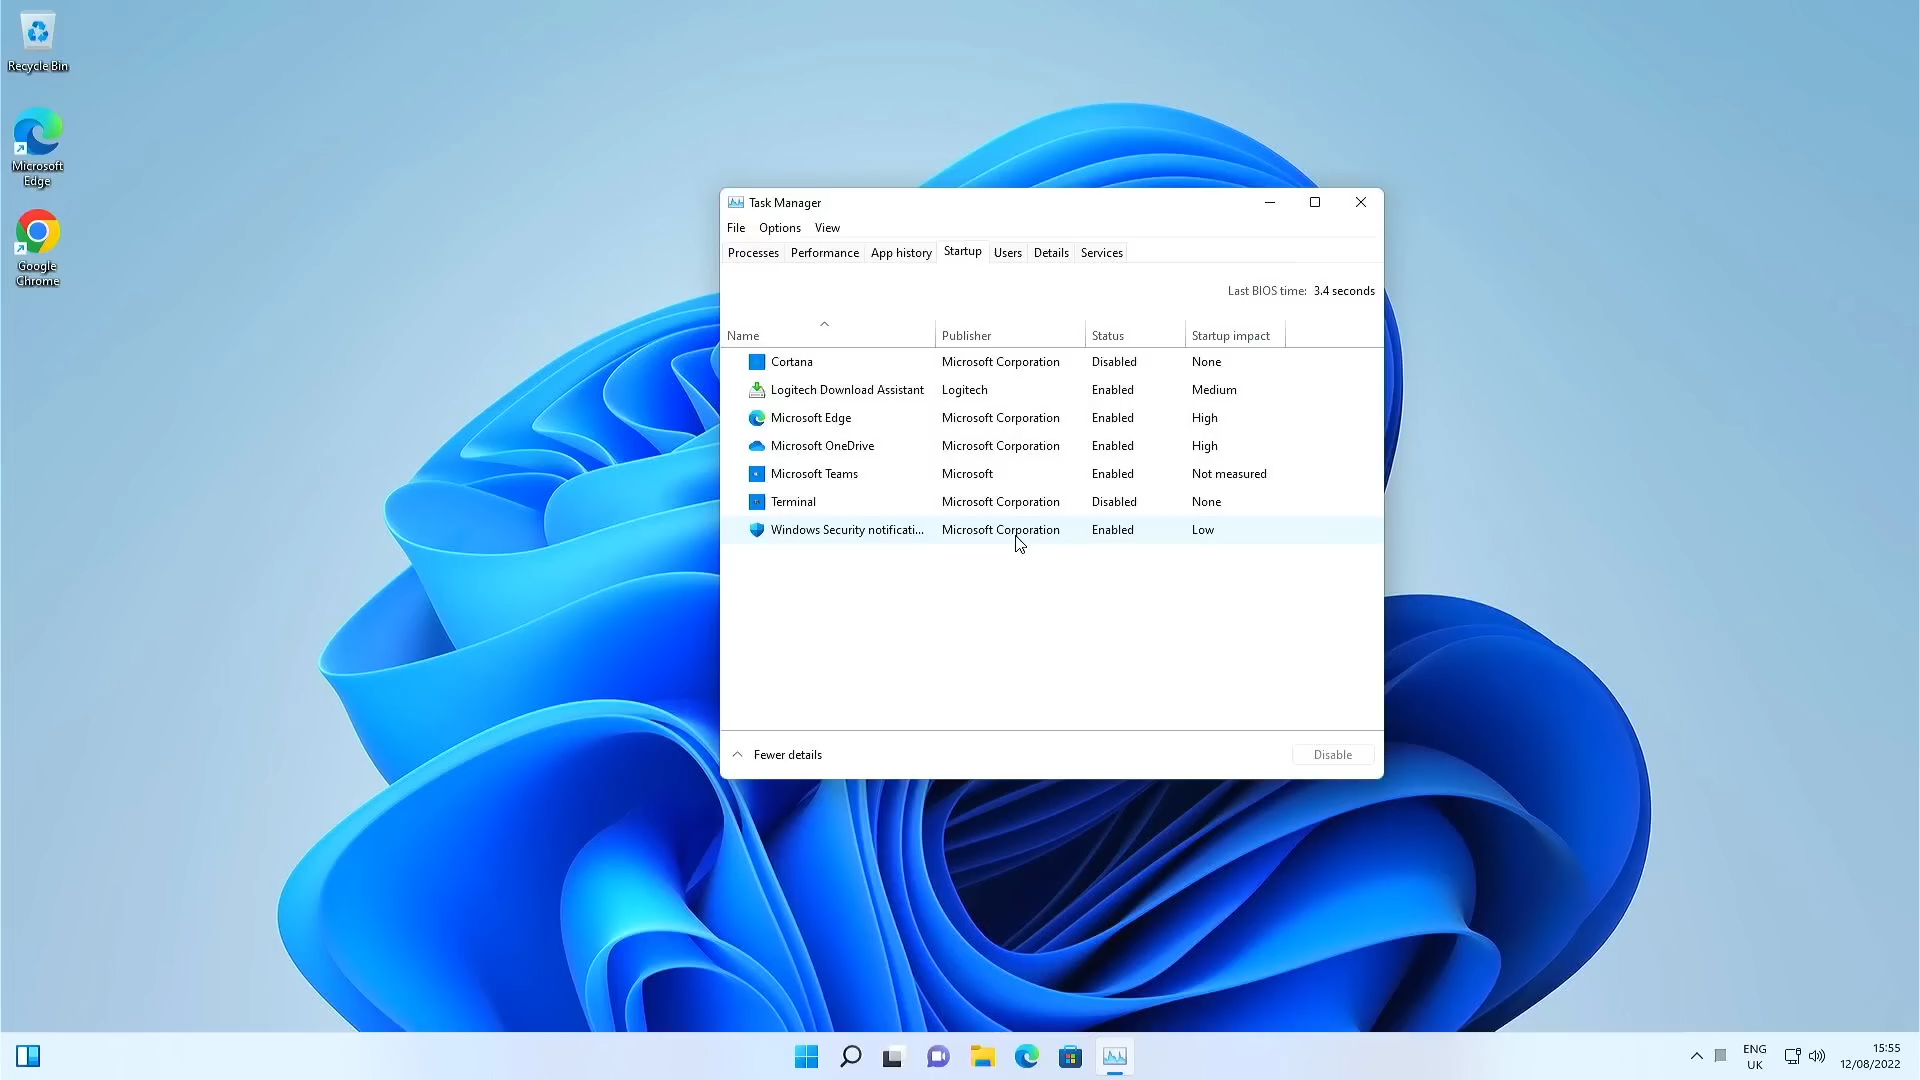 Recycle Bin
Microsoft
Edge
Google
Chrome
Task Manager
File Options View
Processes Performance App history Startup Users Details Services
Last BIOS time: 3.4 seconds
Name Publisher Status Startup impact
Cortana Microsoft Corporation Disabled None
Logitech Download Assistant Logitech Enabled Medium
Microsoft Edge Microsoft Corporation Enabled High
Microsoft OneDrive Microsoft Corporation Enabled High
Microsoft Teams Microsoft Enabled Not measured
Terminal Microsoft Corporation Disabled None
Windows Security notificati... Microsoft Corporation Enabled Low
Fewer details Disable
ENG
UK
15:55
12/08/2022